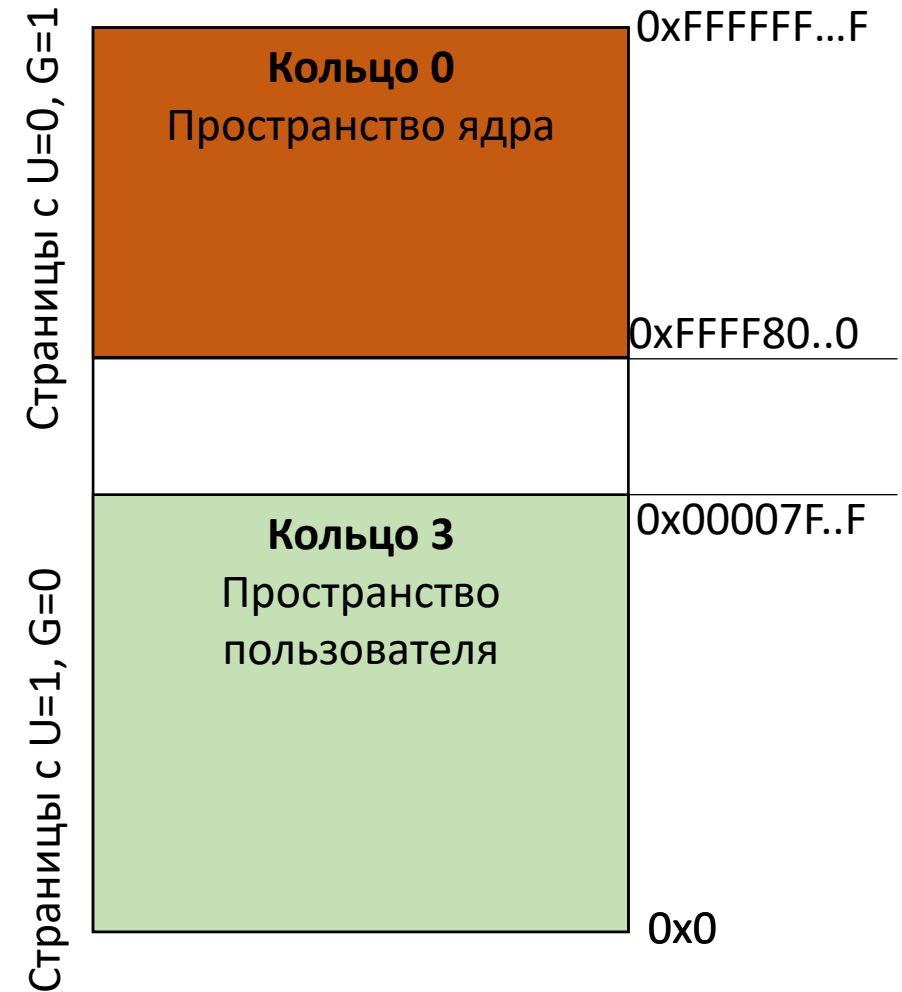 Страницы с U=0, G=1
0xFFFFFF...F
Кольцо 0
Пространство ядра
0xFFFF80..0
Страницы с U=1, G=0
0x00007F..F
Кольцо 3
Пространство
пользователя
0x0